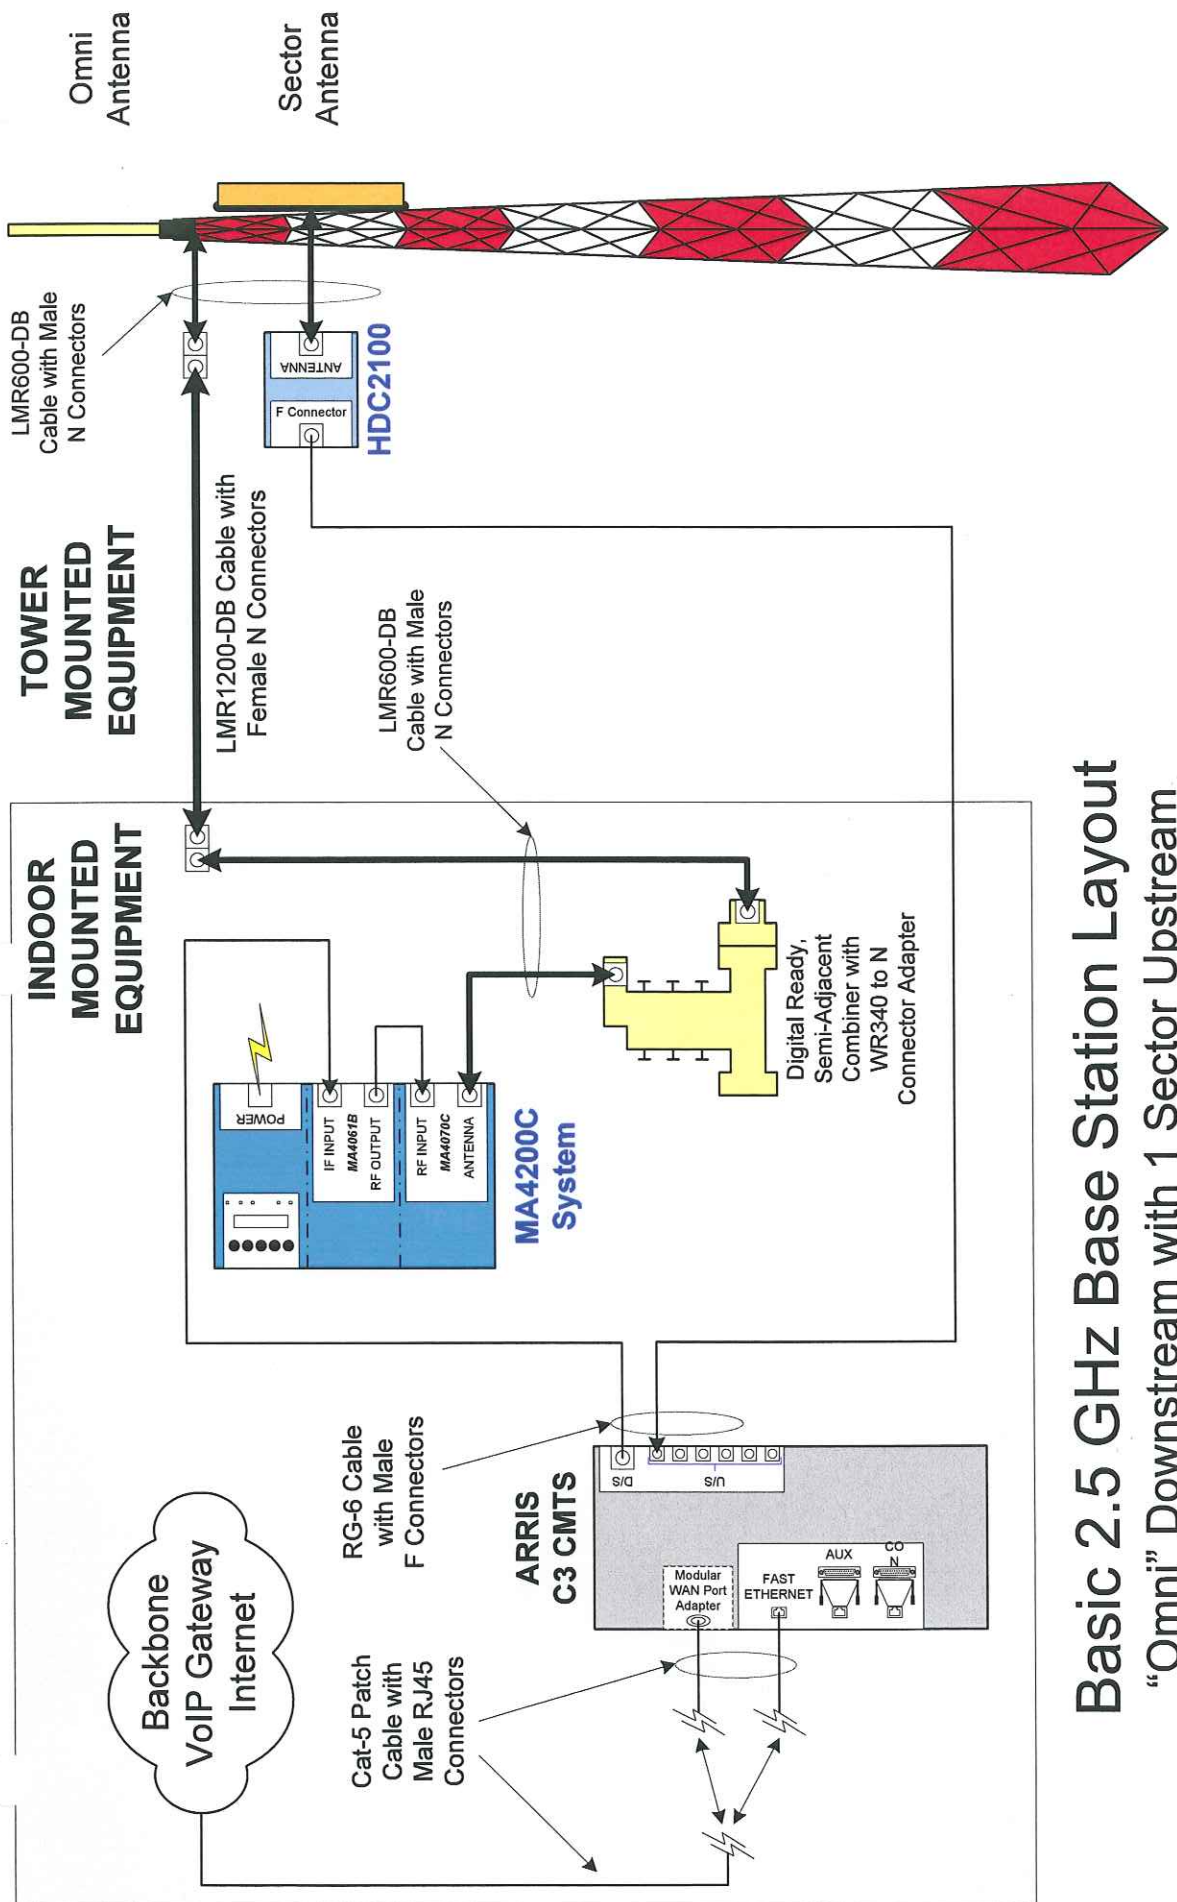 INDOOR
MOUNTED
EQUIPMENT
TOWER
MOUNTED
EQUIPMENT
Omni
Antenna
Sector
Antenna
LMR600-DB
Cable with Male
N Connectors
LMR1200-DB Cable with
Female N Connectors
F Connector
ANTENNA
HDC2100
LMR600-DB
Cable with Male
N Connectors
POWER
IF INPUT
MA4061B
RF OUTPUT
RF INPUT
MA4070C
ANTENNA
MA4200C
System
Digital Ready,
Semi-Adjacent
Combiner with
WR340 to N
Connector Adapter
Backbone
VoIP Gateway
Internet
RG-6 Cable
with Male
F Connectors
Cat-5 Patch
Cable with
Male RJ45
Connectors
ARRIS
C3 CMTS
D/S
U/S
Modular
WAN Port
Adapter
FAST
ETHERNET
AUX
CO
N
Basic 2.5 GHz Base Station Layout
“Omni” Downstream with 1 Sector Upstream